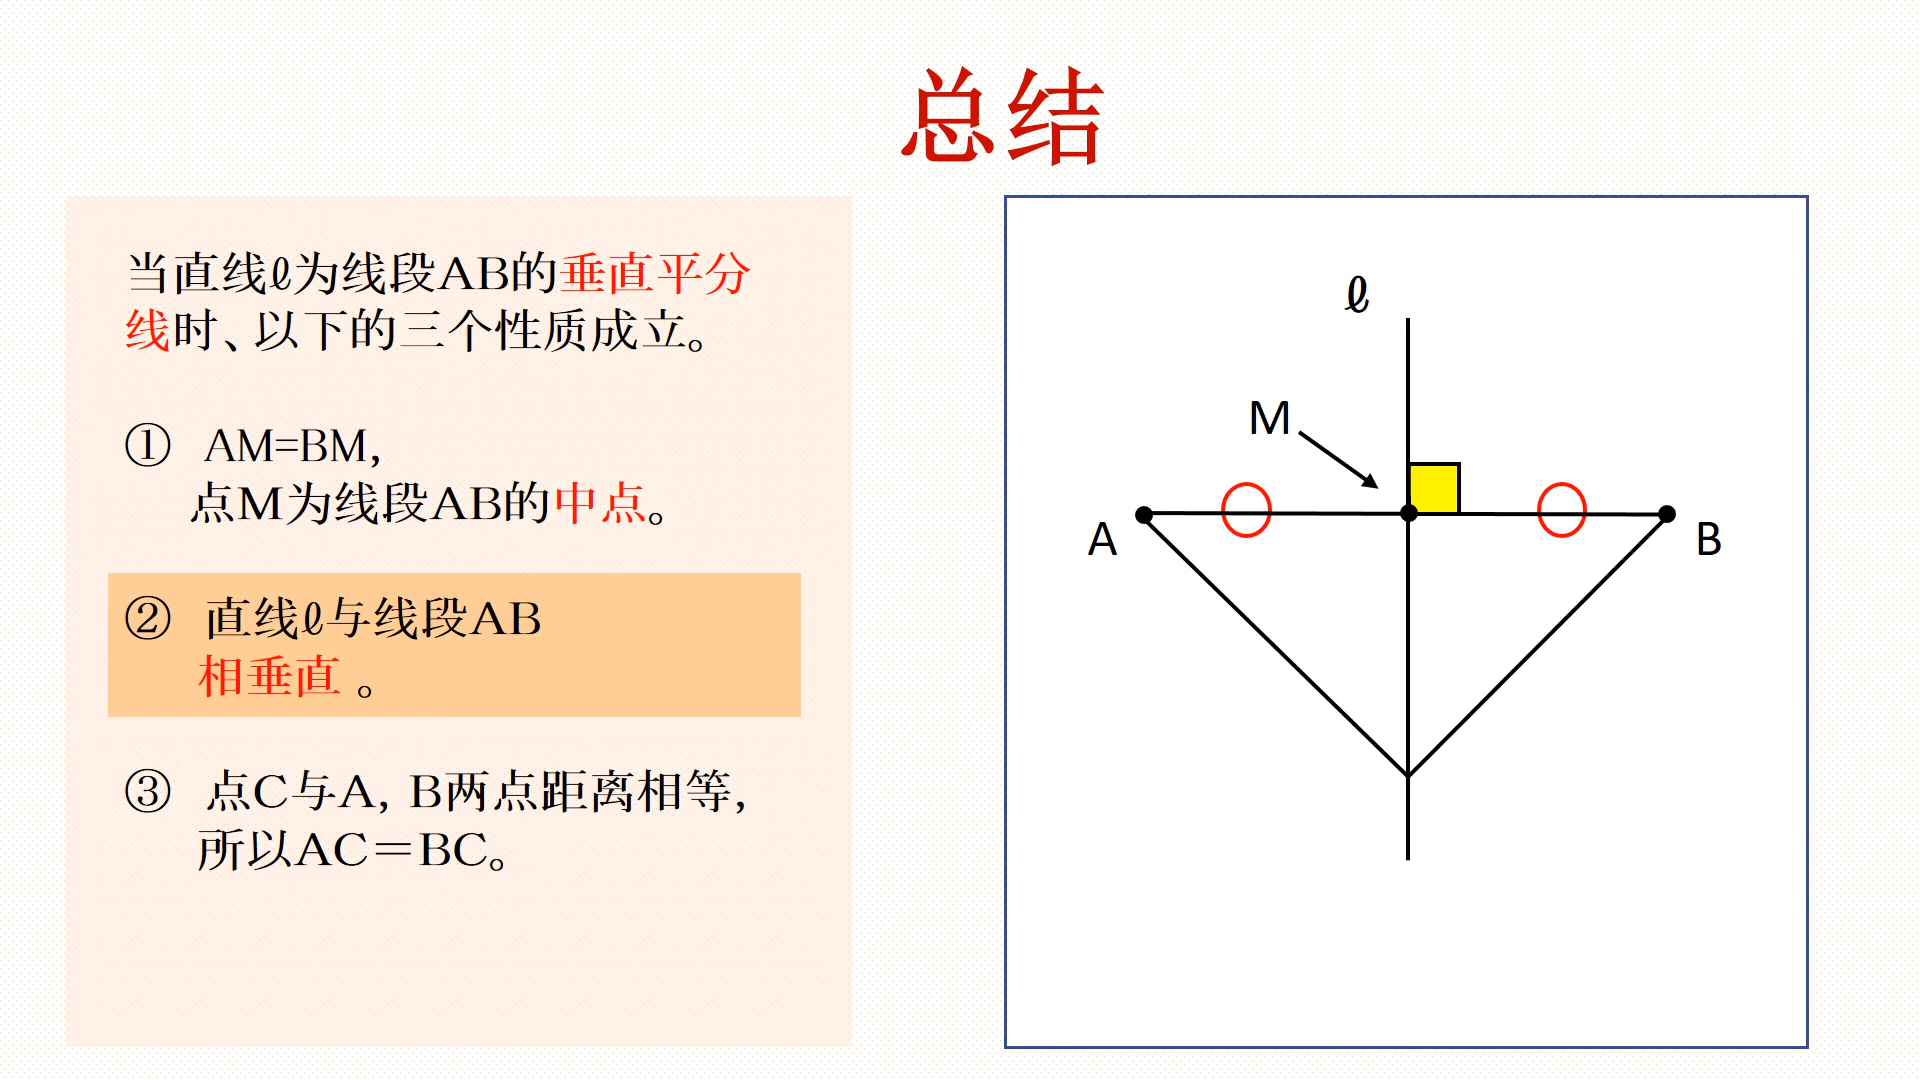 总结
当直线ℓ为线段AB的垂直平分
线时、以下的三个性质成立。
① AM=BM，
点M为线段AB的中点。
② 直线ℓ与线段AB
相垂直 。
③ 点C与A，B两点距离相等，
所以AC＝BC。
ℓ
M
A
B